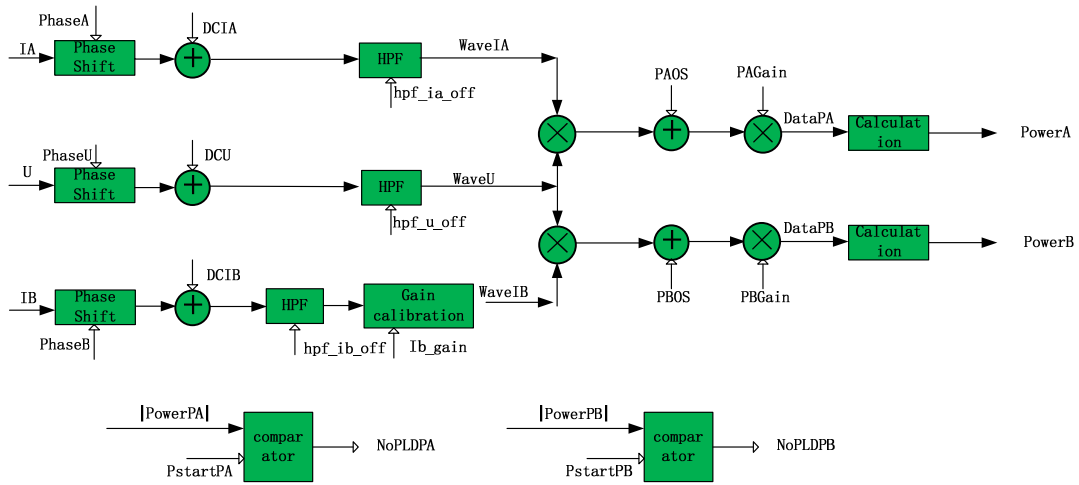 PhaseA
DCIA
IA
Phase
Shift
HPF
WaveIA
hpf_ia_off
PAOS
PAGain
DataPA
Calculat
ion
PowerA
PhaseU
DCU
U
Phase
Shift
HPF
WaveU
hpf_u_off
DataPB
Calculat
ion
PowerB
PBOS
PBGain
DCIB
IB
Phase
Shift
HPF
Gain
calibration
WaveIB
PhaseB
hpf_ib_off
Ib_gain
|PowerPA|
compar
ator
NoPLDPA
PstartPA
|PowerPB|
compar
ator
NoPLDPB
PstartPB